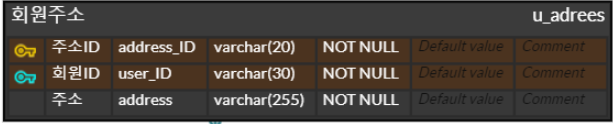 회원주소 u_adrees
주소ID address_ID varchar(20) NOT NULL Default value Comment
회원ID user_ID varchar(30) NOT NULL Default value Comment
주소 address varchar(255) NOT NULL Default value Comment